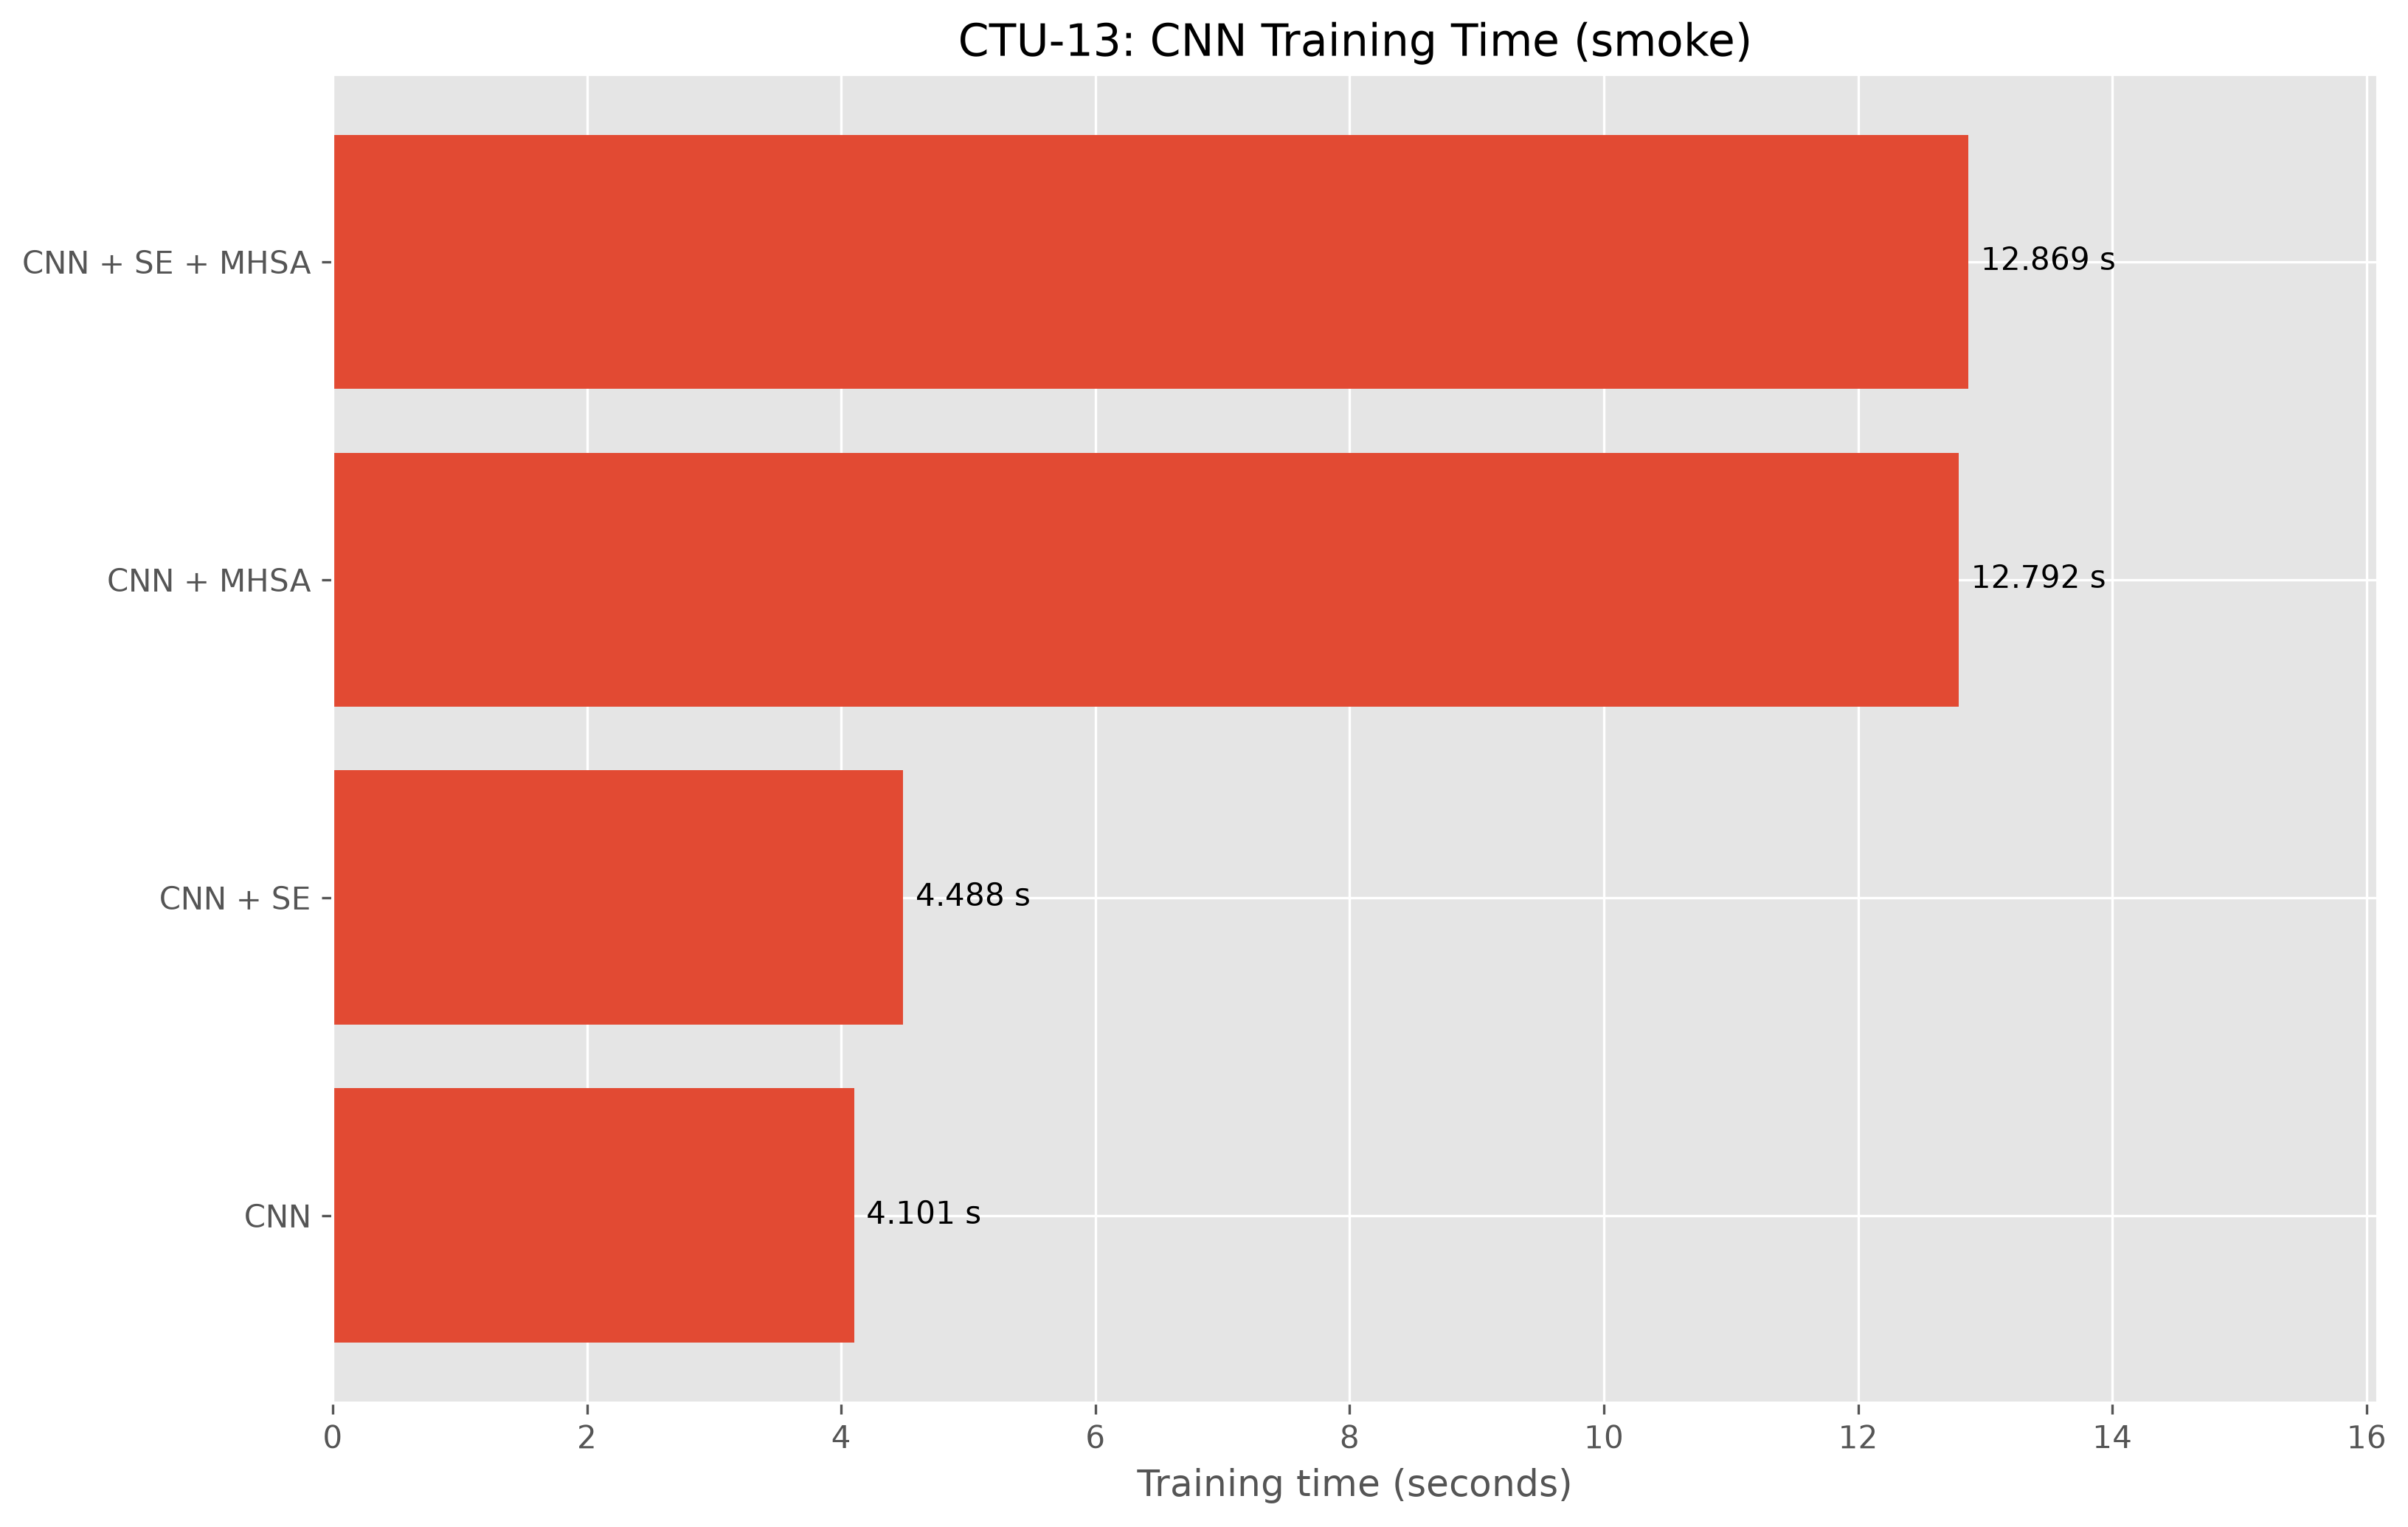 CTU-13: CNN Training Time (smoke)
CNN + SE + MHSA
12.869 s
CNN + MHSA
12.792 s
CNN + SE
4.488 s
CNN
4.101 s
0 2 4 6 8 10 12 14 16
Training time (seconds)